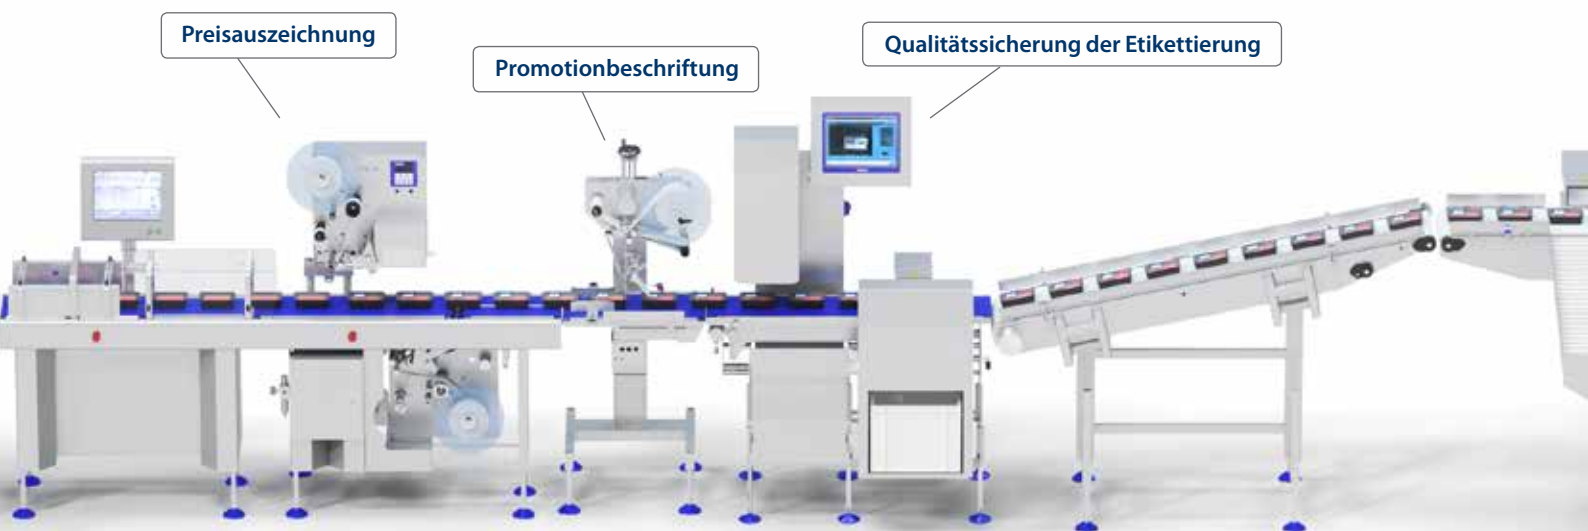 Preisauszeichnung
Promotionbeschriftung
Qualitätssicherung der Etikettierung